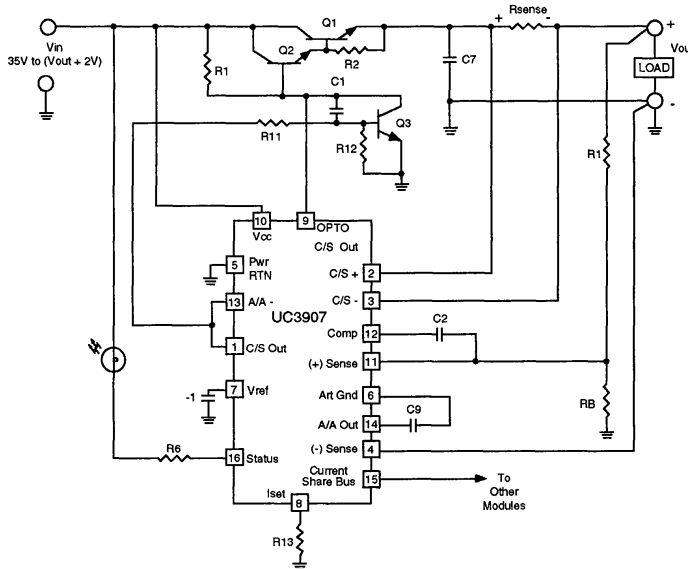 Q1
Rsense
+ -
+
Vin
35V to (Vout + 2V)
Q2
R2
R1
C1
C7
LOAD
-
Q3
R11
R12
R1
10
Vcc
9
OPTO
C/S Out
5
Pwr
RTN
C/S +
2
13
A/A -
C/S -
3
UC3907
Comp
12
C2
1
C/S Out
(+) Sense
11
-1
7
Vref
Art Gnd
6
RB
C9
A/A Out
14
R6
16
Status
(-) Sense
4
Current
Share Bus
15
To
Other
Modules
Iset
8
R13